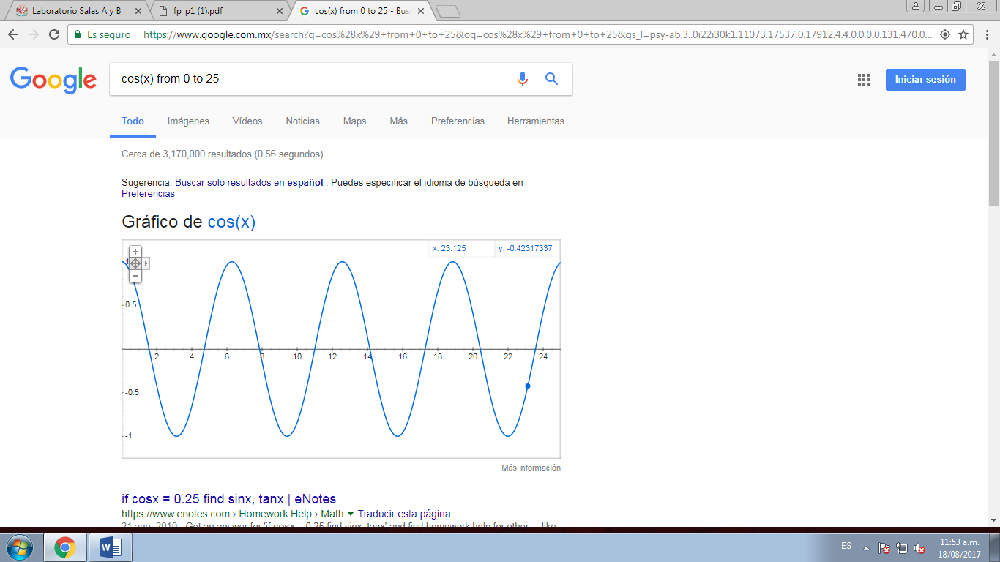 Laboratorio Salas A y B
fp_p1 (1).pdf
cos(x) from 0 to 25 - Bus
Es seguro
https://www.google.com.mx/search?q=cos%28x%29+from+0+to+25&oq=cos%28x%29+from+0+to+25&gs_l=psy-ab.3..0i22i30k1.11073.17537.0.17912.4.4.0.0.0.0.131.470.0...
Google
cos(x) from 0 to 25
Iniciar sesión
Todo Imágenes Vídeos Noticias Maps Más Preferencias Herramientas
Cerca de 3,170,000 resultados (0.56 segundos)
Sugerencia: Buscar solo resultados en español . Puedes especificar el idioma de búsqueda en
Preferencias
Gráfico de cos(x)
x: 23.125 y: -0.42317337
1
0.5
2 4 6 8 10 12 14 16 18 20 22 24
-0.5
-1
Más información
if cosx = 0.25 find sinx, tanx | eNotes
https://www.enotes.com › Homework Help › Math Traducir esta página
21 ago. 2010 - Get an answer for 'if cosx = 0.25 find sinx, tanx' and find homework help for other ... like
ES
11:53 a.m.
18/08/2017